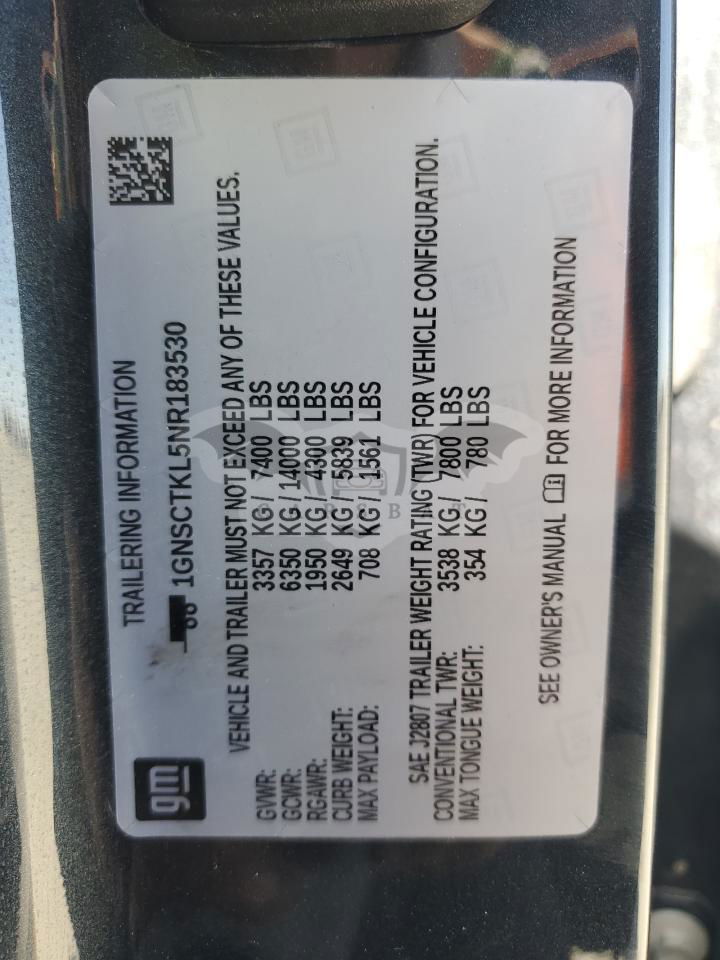 TRAILERING INFORMATION
1GNSCTKL5NR183530
gm
VEHICLE AND TRAILER MUST NOT EXCEED ANY OF THESE VALUES.
GVWR: 3357 KG / 7400 LBS
GCWR: 6350 KG / 14000 LBS
RGAWR: 1950 KG / 4300 LBS
CURB WEIGHT: 2649 KG / 5839 LBS
MAX PAYLOAD: 708 KG / 1561 LBS
SAE J2807 TRAILER WEIGHT RATING (TWR) FOR VEHICLE CONFIGURATION.
CONVENTIONAL TWR: 3538 KG / 7800 LBS
MAX TONGUE WEIGHT: 354 KG / 780 LBS
SEE OWNER'S MANUAL FOR MORE INFORMATION